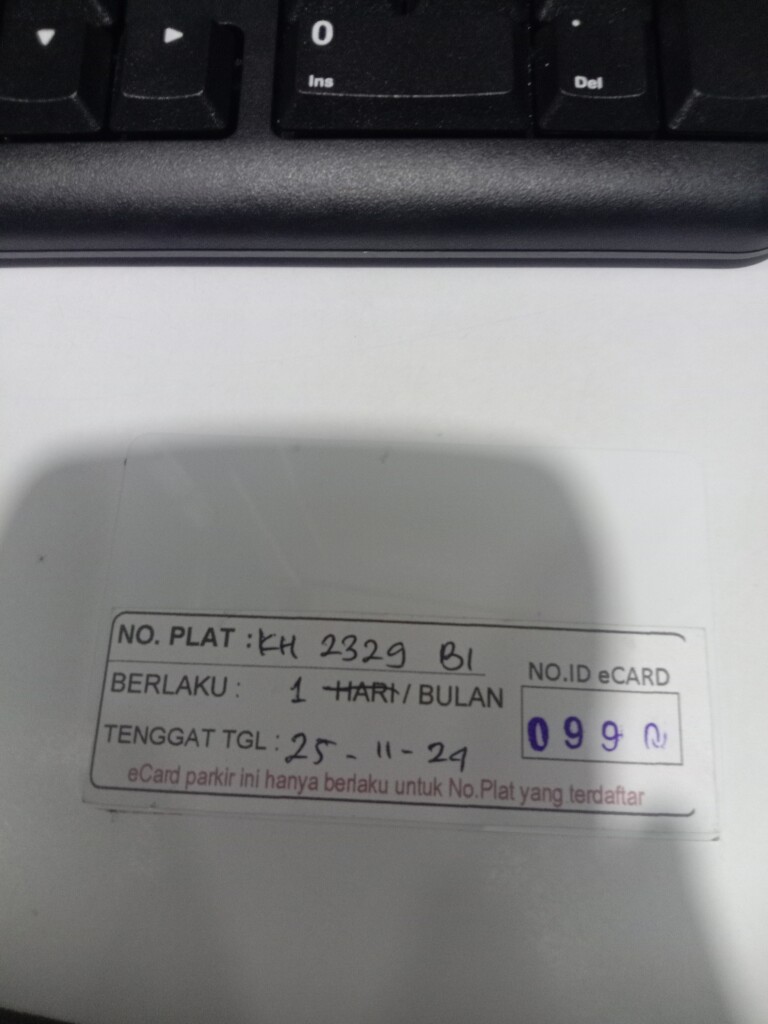 0
Ins
Del
NO. PLAT : KH 2329 BI
BERLAKU : 1 HARI / BULAN
NO.ID eCARD
099
TENGGAT TGL : 25-11-24
eCard parkir ini hanya berlaku untuk No.Plat yang terdaftar